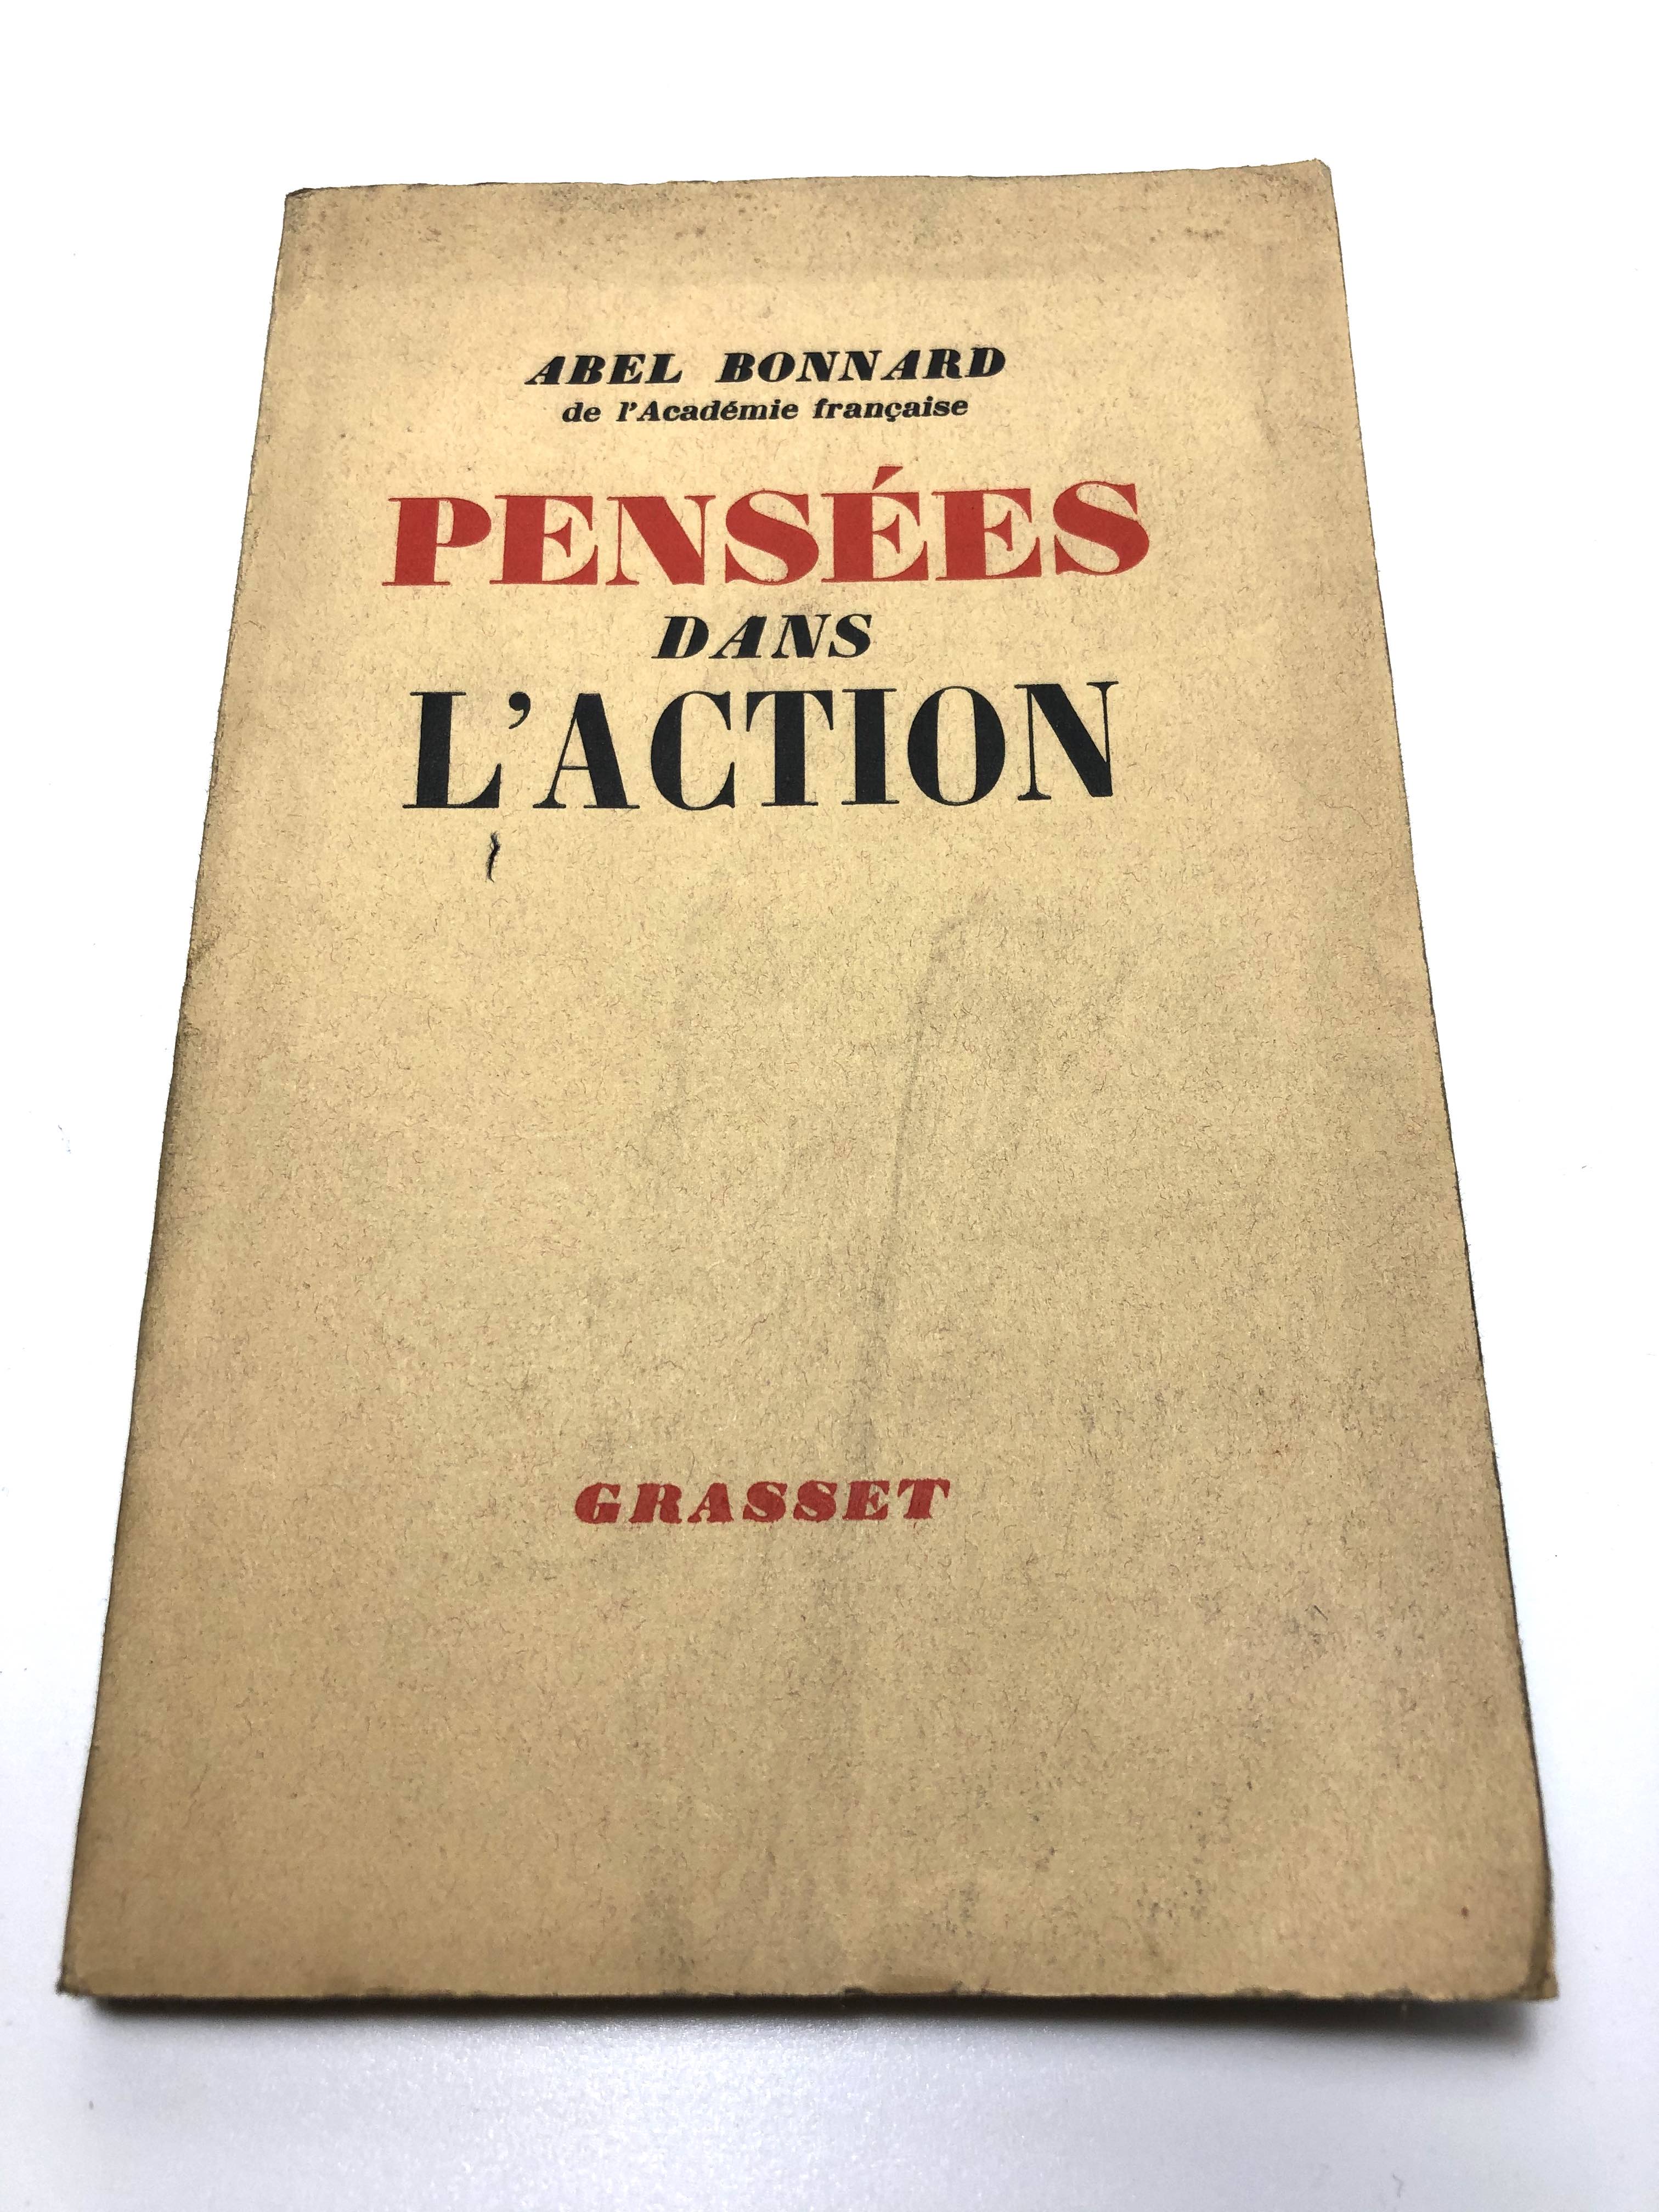 ABEL BONNARD
de l'Académie française
PENSÉES
DANS
L'ACTION
GRASSET